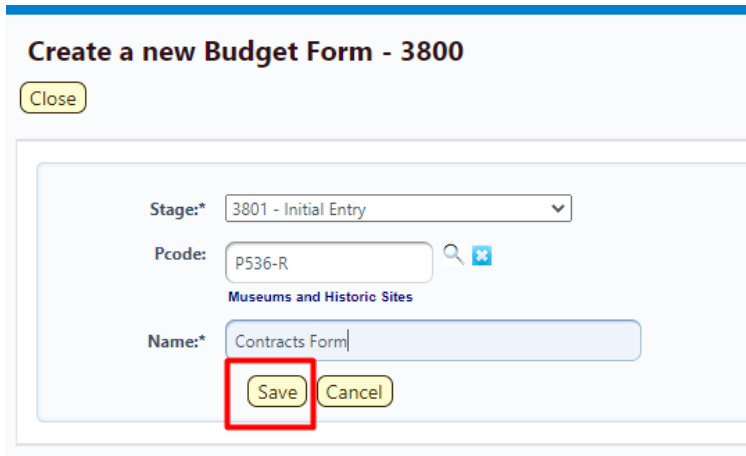 Create a new Budget Form - 3800
Close
Stage:* 3801 - Initial Entry
Pcode: P536-R
Museums and Historic Sites
Name:* Contracts Form
Save Cancel